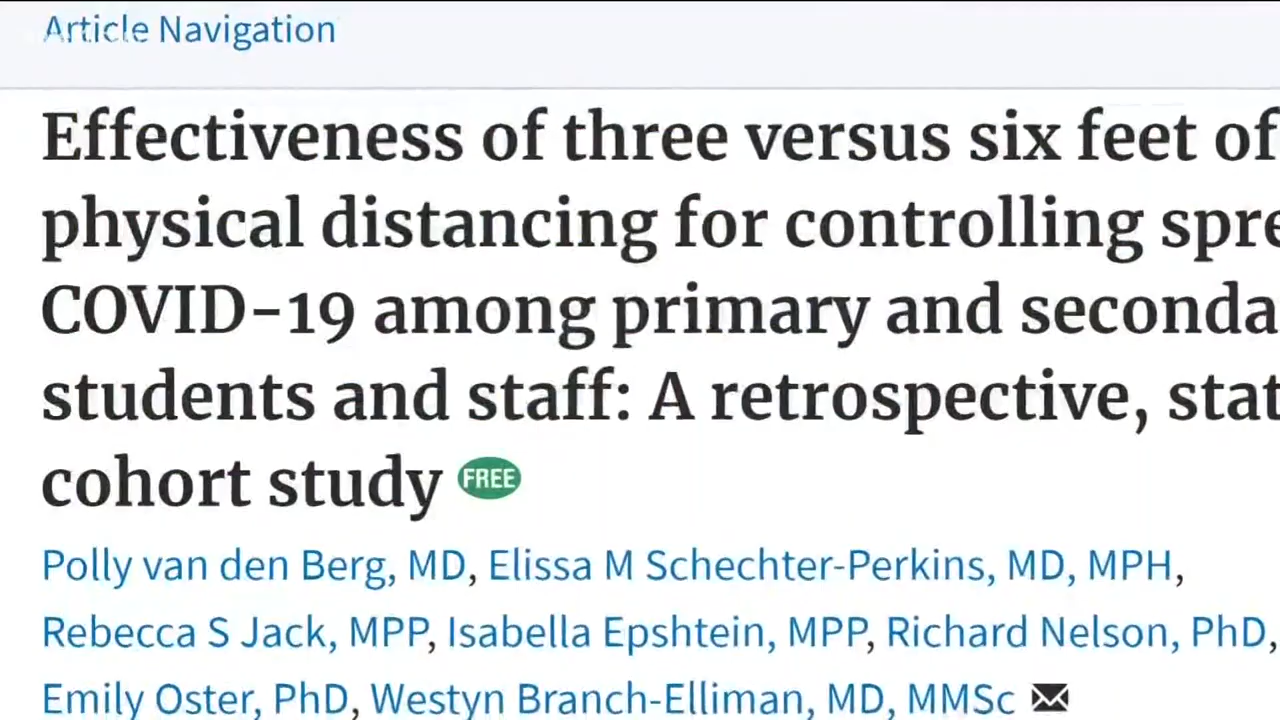 Article Navigation
Effectiveness of three versus six feet of
physical distancing for controlling spre
COVID-19 among primary and seconda
students and staff: A retrospective, stat
cohort study FREE
Polly van den Berg, MD, Elissa M Schechter-Perkins, MD, MPH,
Rebecca S Jack, MPP, Isabella Epshtein, MPP, Richard Nelson, PhD,
Emily Oster, PhD, Westyn Branch-Elliman, MD, MMSc